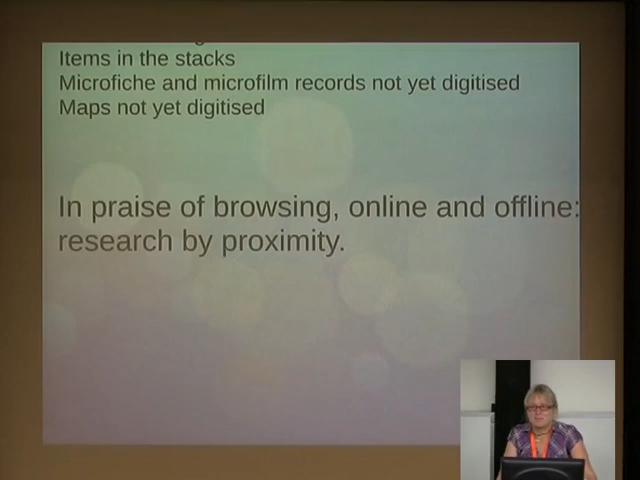 Items in the stacks
Microfiche and microfilm records not yet digitised
Maps not yet digitised
In praise of browsing, online and offline:
research by proximity.